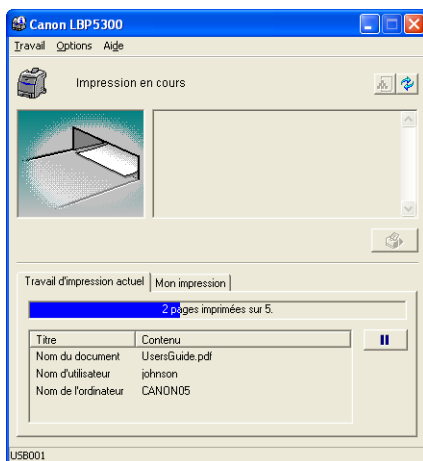 Canon LBP5300
Travail Options Aide
Impression en cours
Travail d'impression actuel Mon impression
2 pages imprimées sur 5.
Titre Contenu
Nom du document UsersGuide.pdf
Nom d'utilisateur johnson
Nom de l'ordinateur CANON05
USB001